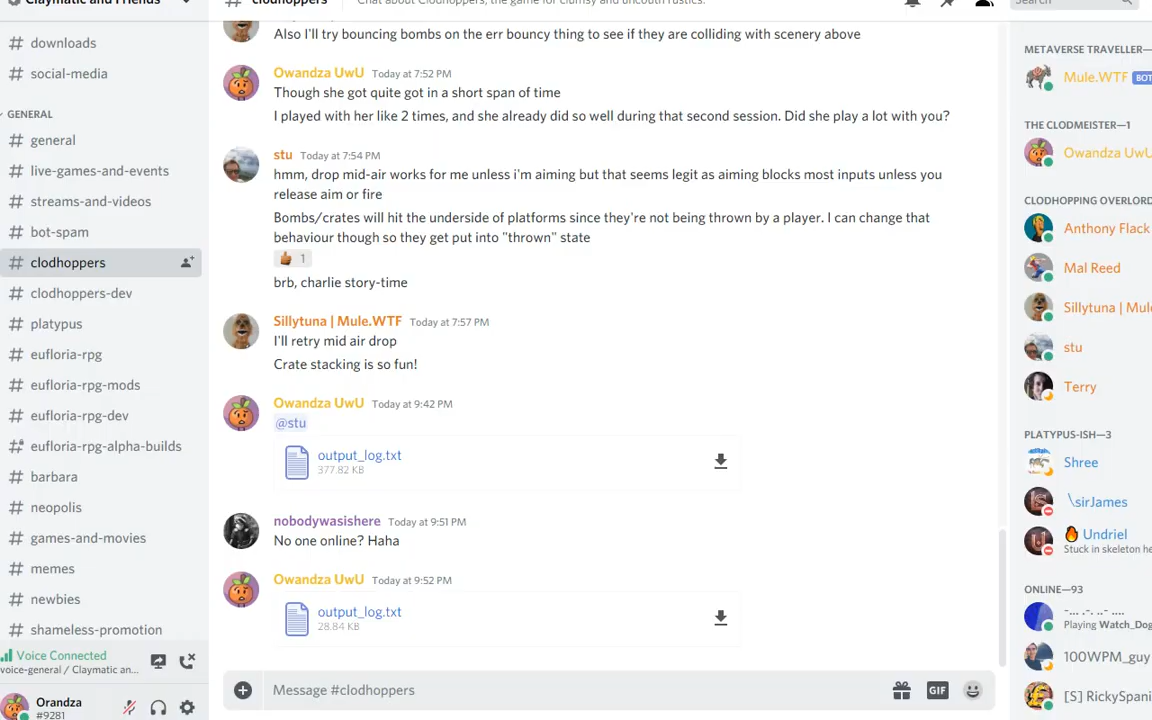 Claymatic and Friends
# clodhoppers
Chat about Clodhoppers, the game for clumsy and uncouth rustics.
Search
# downloads
# social-media
GENERAL
# general
# live-games-and-events
# streams-and-videos
# bot-spam
# clodhoppers
# clodhoppers-dev
# platypus
# eufloria-rpg
# eufloria-rpg-mods
# eufloria-rpg-dev
# eufloria-rpg-alpha-builds
# barbara
# neopolis
# games-and-movies
# memes
# newbies
# shameless-promotion
Voice Connected
voice-general / Claymatic an...
Orandza
#9281
Also I'll try bouncing bombs on the err bouncy thing to see if they are colliding with scenery above
Owandza UwU Today at 7:52 PM
Though she got quite got in a short span of time
I played with her like 2 times, and she already did so well during that second session. Did she play a lot with you?
stu Today at 7:54 PM
hmm, drop mid-air works for me unless i'm aiming but that seems legit as aiming blocks most inputs unless you
release aim or fire
Bombs/crates will hit the underside of platforms since they're not being thrown by a player. I can change that
behaviour though so they get put into "thrown" state
1
brb, charlie story-time
Sillytuna | Mule.WTF Today at 7:57 PM
I'll retry mid air drop
Crate stacking is so fun!
Owandza UwU Today at 9:42 PM
@stu
output_log.txt
377.82 KB
nobodywasishere Today at 9:51 PM
No one online? Haha
Owandza UwU Today at 9:52 PM
output_log.txt
28.84 KB
Message #clodhoppers
GIF
METAVERSE TRAVELLER—
Mule.WTF BOT
THE CLODMEISTER—1
Owandza UwU
CLODHOPPING OVERLORD
Anthony Flack
Mal Reed
Sillytuna | Mul
stu
Terry
PLATYPUS-ISH—3
Shree
\sirJames
🔥 Undriel
Stuck in skeleton he
ONLINE—93
-... .-. ..- ....
Playing Watch_Dog
100WPM_guy
[S] RickySpani